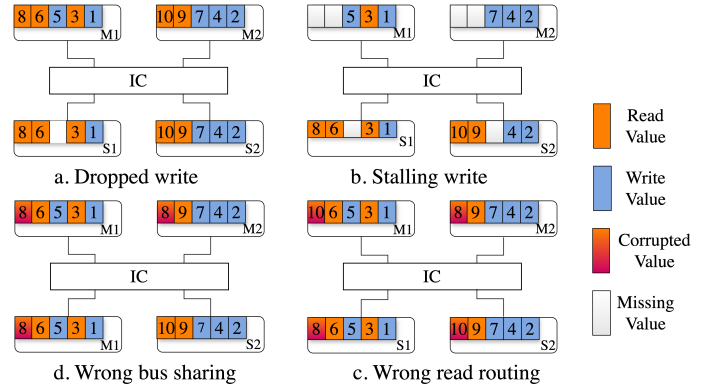 8 6 5 3 1
M1
10 9 7 4 2
M2
IC
8 6 3 1
S1
10 9 7 4 2
S2
a. Dropped write
5 3 1
M1
7 4 2
M2
IC
8 6 3 1
S1
10 9 4 2
S2
b. Stalling write
8 6 5 3 1
M1
8 9 7 4 2
M2
IC
8 6 5 3 1
M1
10 9 7 4 2
S2
d. Wrong bus sharing
10 6 5 3 1
M1
8 9 7 4 2
M2
IC
8 6 5 3 1
S1
10 9 7 4 2
S2
c. Wrong read routing
Read
Value
Write
Value
Corrupted
Value
Missing
Value